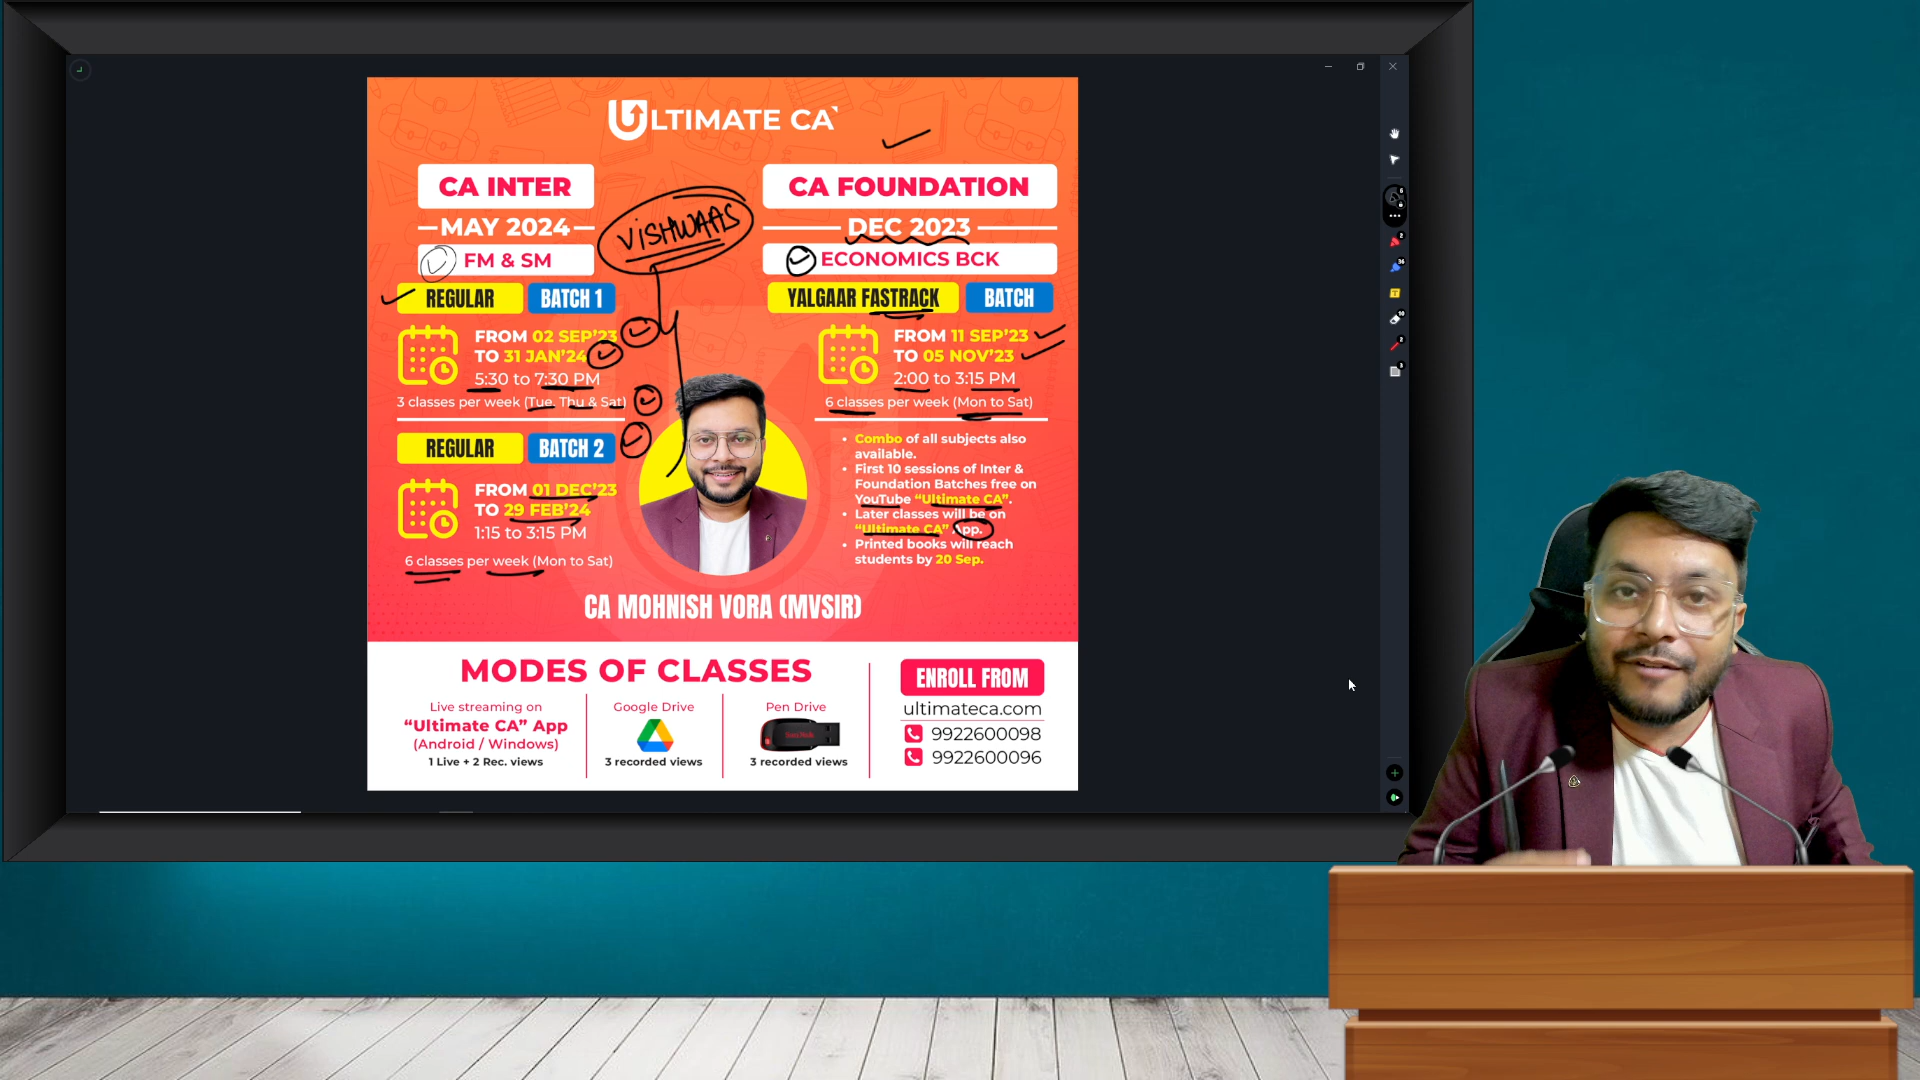 ULTIMATE CA
CA INTER
MAY 2024
FM & SM
REGULAR BATCH 1
FROM 02 SEP'23
TO 31 JAN'24
5:30 to 7:30 PM
3 classes per week (Tue. Thu & Sat)
REGULAR BATCH 2
FROM 01 DEC'23
TO 29 FEB'24
1:15 to 3:15 PM
6 classes per week (Mon to Sat)
VISHWAAS
CA FOUNDATION
DEC 2023
ECONOMICS BCK
YALGAAR FASTRACK BATCH
FROM 11 SEP'23
TO 05 NOV'23
2:00 to 3:15 PM
6 classes per week (Mon to Sat)
• Combo of all subjects also
available.
• First 10 sessions of Inter &
Foundation Batches free on
YouTube “Ultimate CA”.
• Later classes will be on
“Ultimate CA” App.
• Printed books will reach
students by 20 Sep.
CA MOHNISH VORA (MVSIR)
MODES OF CLASSES
Live streaming on
“Ultimate CA” App
(Android / Windows)
1 Live + 2 Rec. views
Google Drive
3 recorded views
Pen Drive
SanDisk
3 recorded views
ENROLL FROM
ultimateca.com
9922600098
9922600096